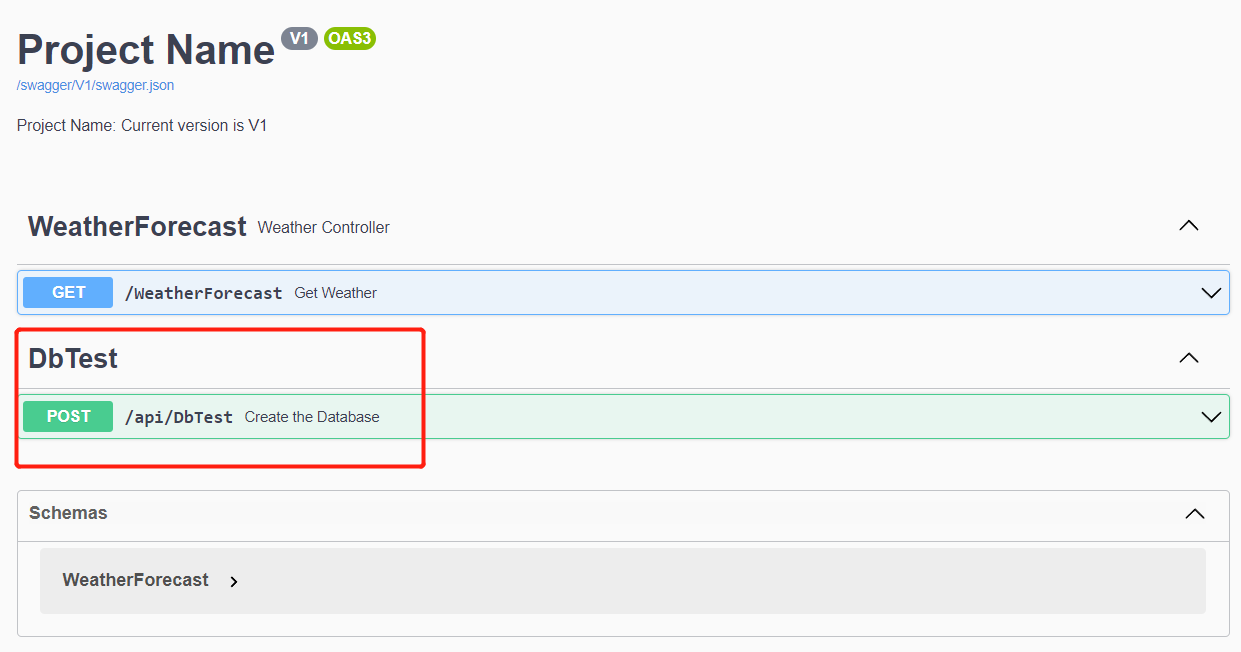 Project Name V1 OAS3
/swagger/V1/swagger.json
Project Name: Current version is V1
WeatherForecast Weather Controller
GET /WeatherForecast Get Weather
DbTest
POST /api/DbTest Create the Database
Schemas
WeatherForecast